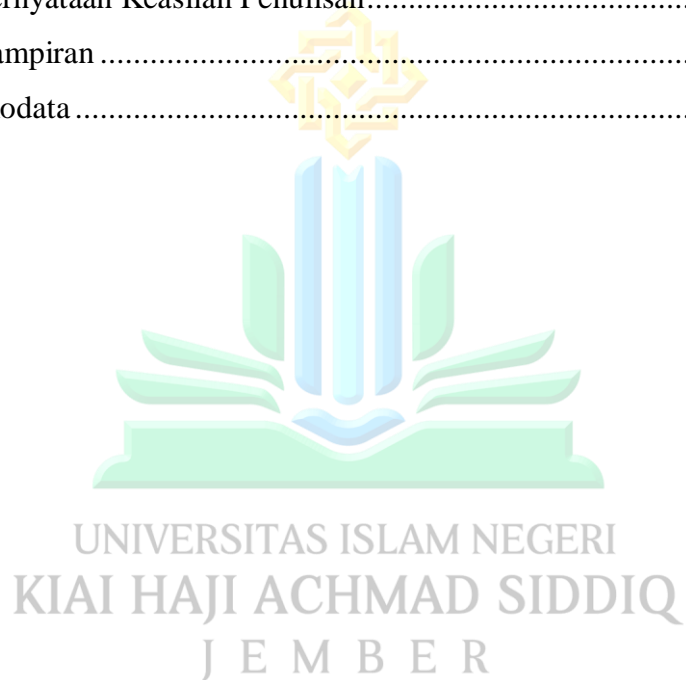 ernyataan Keaslian Penulisan........................................
ampiran ........................................................................
odata ...........................................................................
UNIVERSITAS ISLAM NEGERI
KIAI HAJI ACHMAD SIDDIQ
J E M B E R